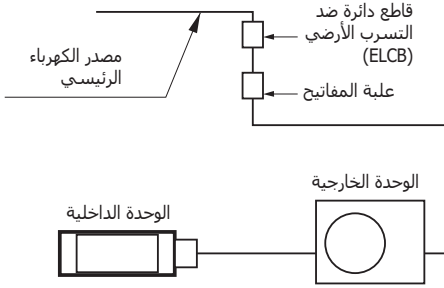 قاطع دائرة ضد
التسرب الأرضي
(ELCB)
مصدر الكهرباء
الرئيسي
علبة المفاتيح
الوحدة الخارجية
الوحدة الداخلية